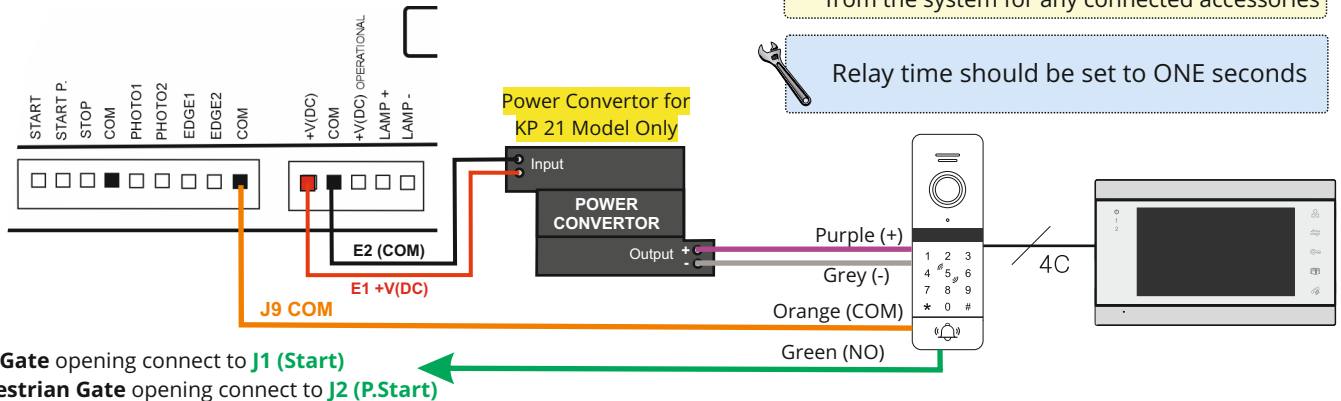 from the system for any connected accessories
Relay time should be set to ONE seconds
START
START P.
STOP
COM
PHOTO1
PHOTO2
EDGE1
EDGE2
COM
+V(DC)
COM
+V(DC) OPERATIONAL
LAMP +
LAMP -
Power Convertor for
KP 21 Model Only
Input
POWER
CONVERTOR
Output + -
E2 (COM)
E1 +V(DC)
J9 COM
Purple (+)
Grey (-)
Orange (COM)
Green (NO)
1 2 3
4 5 6
7 8 9
* 0 #
4C
1
2
Gate opening connect to J1 (Start)
estrian Gate opening connect to J2 (P.Start)